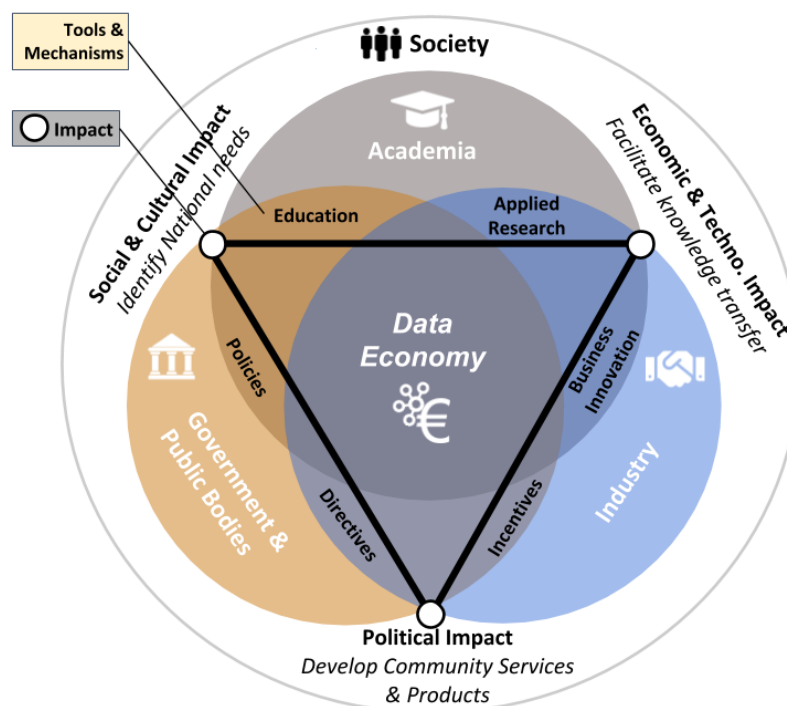 Tools &
Mechanisms
Impact
Society
Academia
Social & Cultural Impact
Identify National needs
Economic & Techno. Impact
Facilitate knowledge transfer
Education
Applied
Research
Policies
Data
Economy
€
Business
Innovation
Government &
Public Bodies
Industry
Directives
Incentives
Political Impact
Develop Community Services
& Products